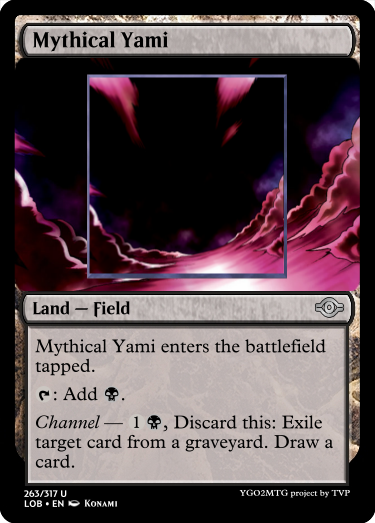 Mythical Yami
Land — Field
Mythical Yami enters the battlefield
tapped.
: Add .
Channel — 1 , Discard this: Exile
target card from a graveyard. Draw a
card.
263/317 U
LOB • EN KONAMI
YGO2MTG project by TVP